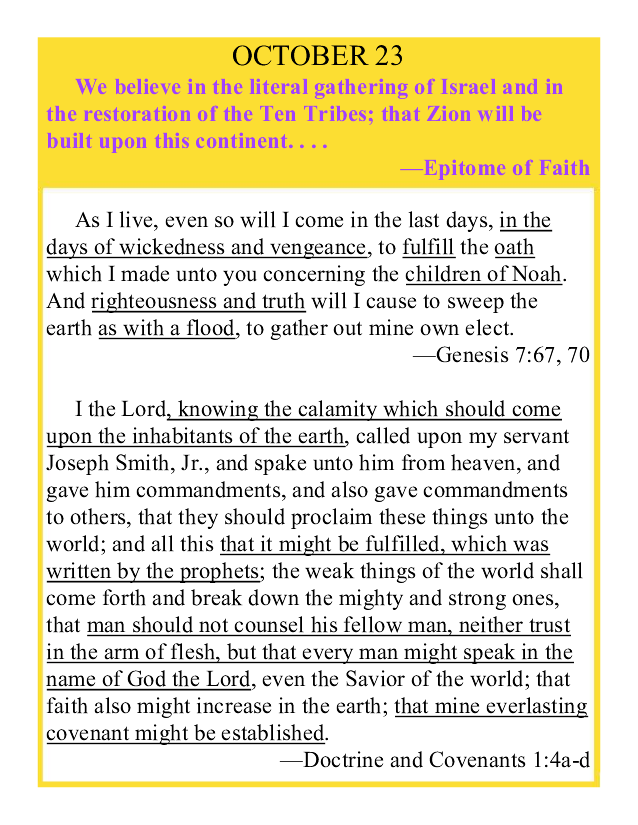 OCTOBER 23
We believe in the literal gathering of Israel and in
the restoration of the Ten Tribes; that Zion will be
built upon this continent. . . .
—Epitome of Faith
As I live, even so will I come in the last days, in the
days of wickedness and vengeance, to fulfill the oath
which I made unto you concerning the children of Noah.
And righteousness and truth will I cause to sweep the
earth as with a flood, to gather out mine own elect.
—Genesis 7:67, 70
I the Lord, knowing the calamity which should come
upon the inhabitants of the earth, called upon my servant
Joseph Smith, Jr., and spake unto him from heaven, and
gave him commandments, and also gave commandments
to others, that they should proclaim these things unto the
world; and all this that it might be fulfilled, which was
written by the prophets; the weak things of the world shall
come forth and break down the mighty and strong ones,
that man should not counsel his fellow man, neither trust
in the arm of flesh, but that every man might speak in the
name of God the Lord, even the Savior of the world; that
faith also might increase in the earth; that mine everlasting
covenant might be established.
—Doctrine and Covenants 1:4a-d